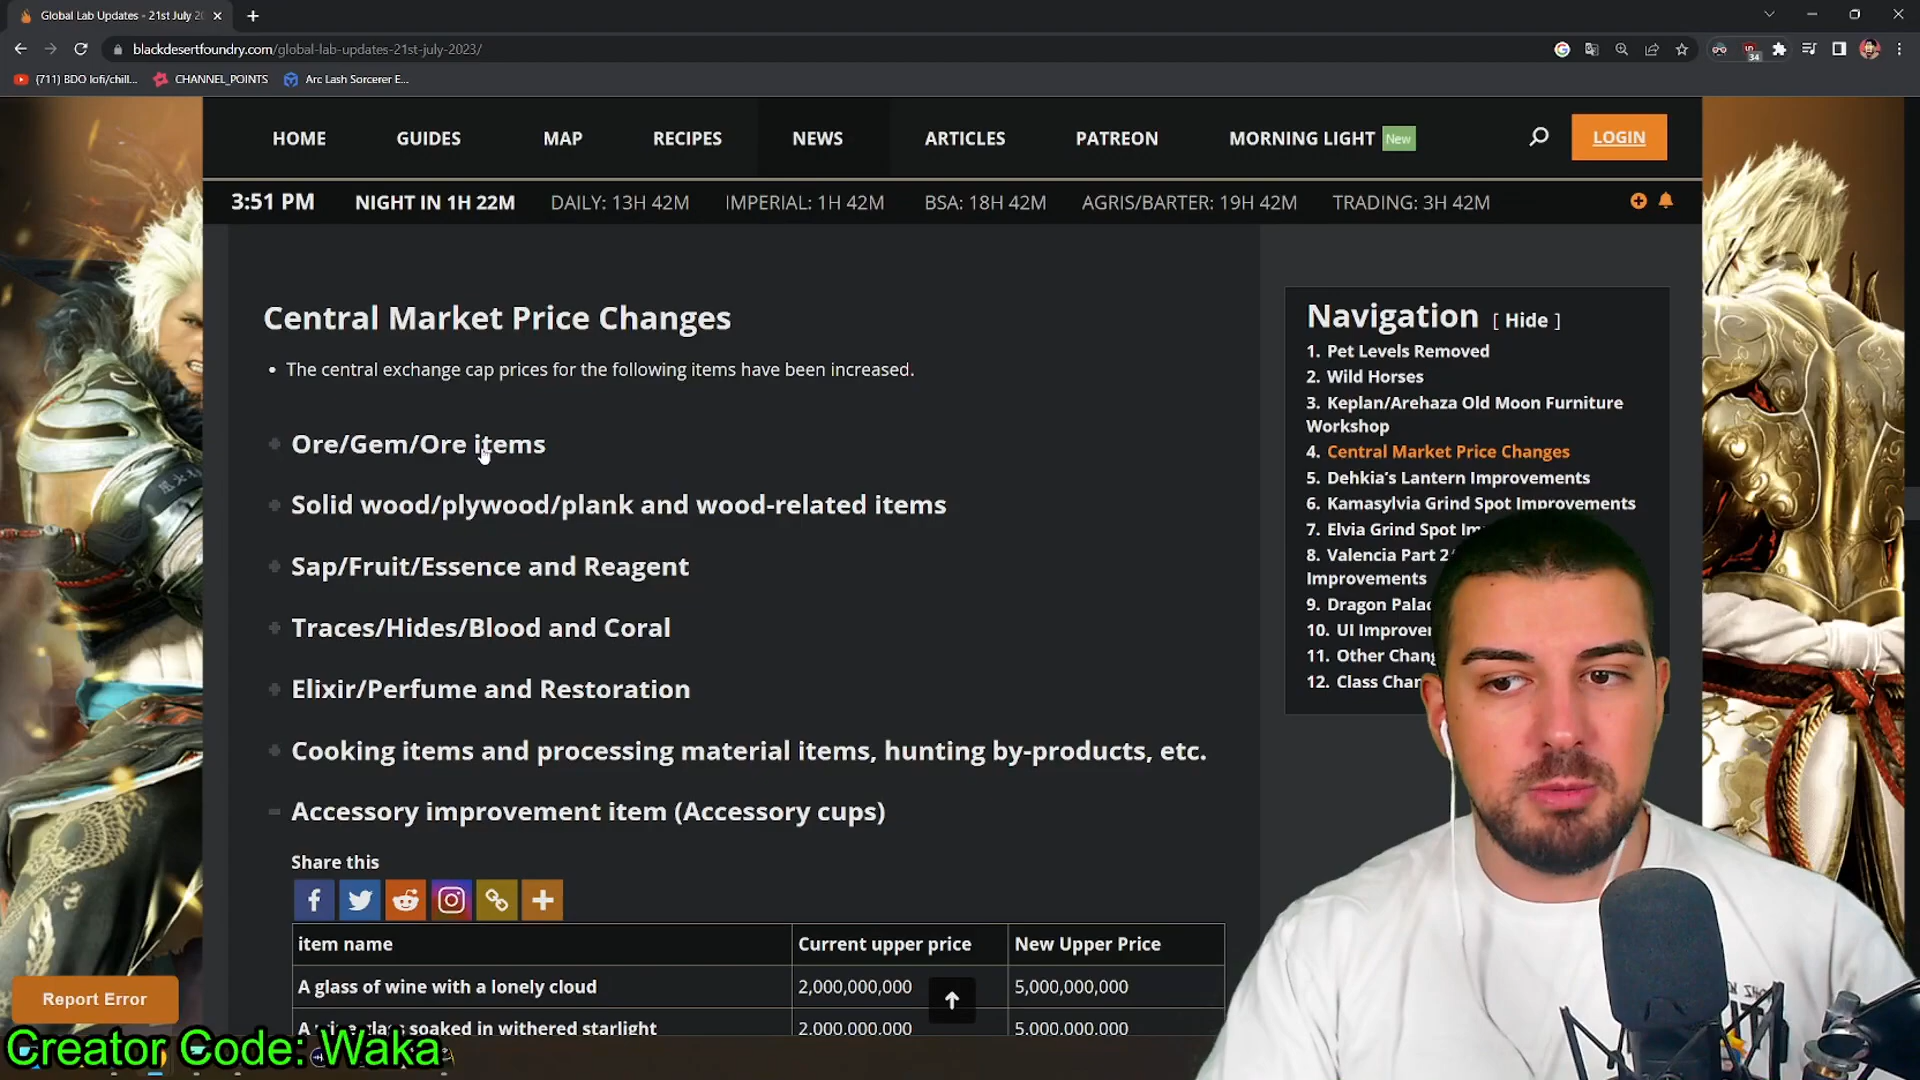 Global Lab Updates - 21st July 20
blackdesertfoundry.com/global-lab-updates-21st-july-2023/
34
(711) BDO lofi/chill...
CHANNEL_POINTS
Arc Lash Sorcerer E...
HOME
GUIDES
MAP
RECIPES
NEWS
ARTICLES
PATREON
MORNING LIGHT New
LOGIN
3:51 PM
NIGHT IN 1H 22M
DAILY: 13H 42M
IMPERIAL: 1H 42M
BSA: 18H 42M
AGRIS/BARTER: 19H 42M
TRADING: 3H 42M
Central Market Price Changes
• The central exchange cap prices for the following items have been increased.
Ore/Gem/Ore items
Solid wood/plywood/plank and wood-related items
Sap/Fruit/Essence and Reagent
Traces/Hides/Blood and Coral
Elixir/Perfume and Restoration
Cooking items and processing material items, hunting by-products, etc.
Accessory improvement item (Accessory cups)
Share this
item name Current upper price New Upper Price
A glass of wine with a lonely cloud 2,000,000,000 5,000,000,000
A wine glass soaked in withered starlight 2,000,000,000 5,000,000,000
Navigation [ Hide ]
1. Pet Levels Removed
2. Wild Horses
3. Keplan/Arehaza Old Moon Furniture
Workshop
4. Central Market Price Changes
5. Dehkia's Lantern Improvements
6. Kamasylvia Grind Spot Improvements
7. Elvia Grind Spot Im
8. Valencia Part 2
Improvements
9. Dragon Palac
10. UI Improver
11. Other Chang
12. Class Char
Report Error
Creator Code: Waka